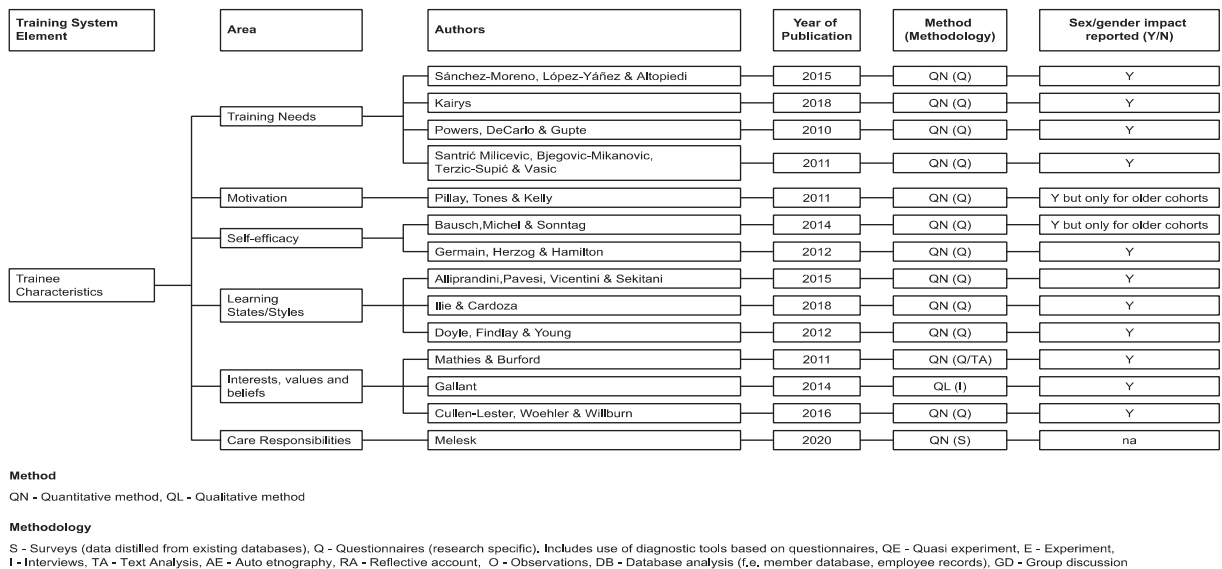 Training System
Element
Area
Authors
Year of
Publication
Method
(Methodology)
Sex/gender impact
reported (Y/N)
Trainee
Characteristics
Training Needs
Sánchez-Moreno, López-Yáñez & Altopiedi
2015
QN (Q)
Y
Kairys
2018
QN (Q)
Y
Powers, DeCarlo & Gupte
2010
QN (Q)
Y
Santrić Milicevic, Bjegovic-Mikanovic,
Terzic-Supić & Vasic
2011
QN (Q)
Y
Motivation
Pillay, Tones & Kelly
2011
QN (Q)
Y but only for older cohorts
Self-efficacy
Bausch,Michel & Sonntag
2014
QN (Q)
Y but only for older cohorts
Germain, Herzog & Hamilton
2012
QN (Q)
Y
Learning
States/Styles
Alliprandini,Pavesi, Vicentini & Sekitani
2015
QN (Q)
Y
Ilie & Cardoza
2018
QN (Q)
Y
Doyle, Findlay & Young
2012
QN (Q)
Y
Interests, values and
beliefs
Mathies & Burford
2011
QN (Q/TA)
Y
Gallant
2014
QL (I)
Y
Cullen-Lester, Woehler & Willburn
2016
QN (Q)
Y
Care Responsibilities
Melesk
2020
QN (S)
na
Method
QN - Quantitative method, QL - Qualitative method
Methodology
S - Surveys (data distilled from existing databases), Q - Questionnaires (research specific). Includes use of diagnostic tools based on questionnaires, QE - Quasi experiment, E - Experiment,
I - Interviews, TA - Text Analysis, AE - Auto etnography, RA - Reflective account, O - Observations, DB - Database analysis (f.e. member database, employee records), GD - Group discussion